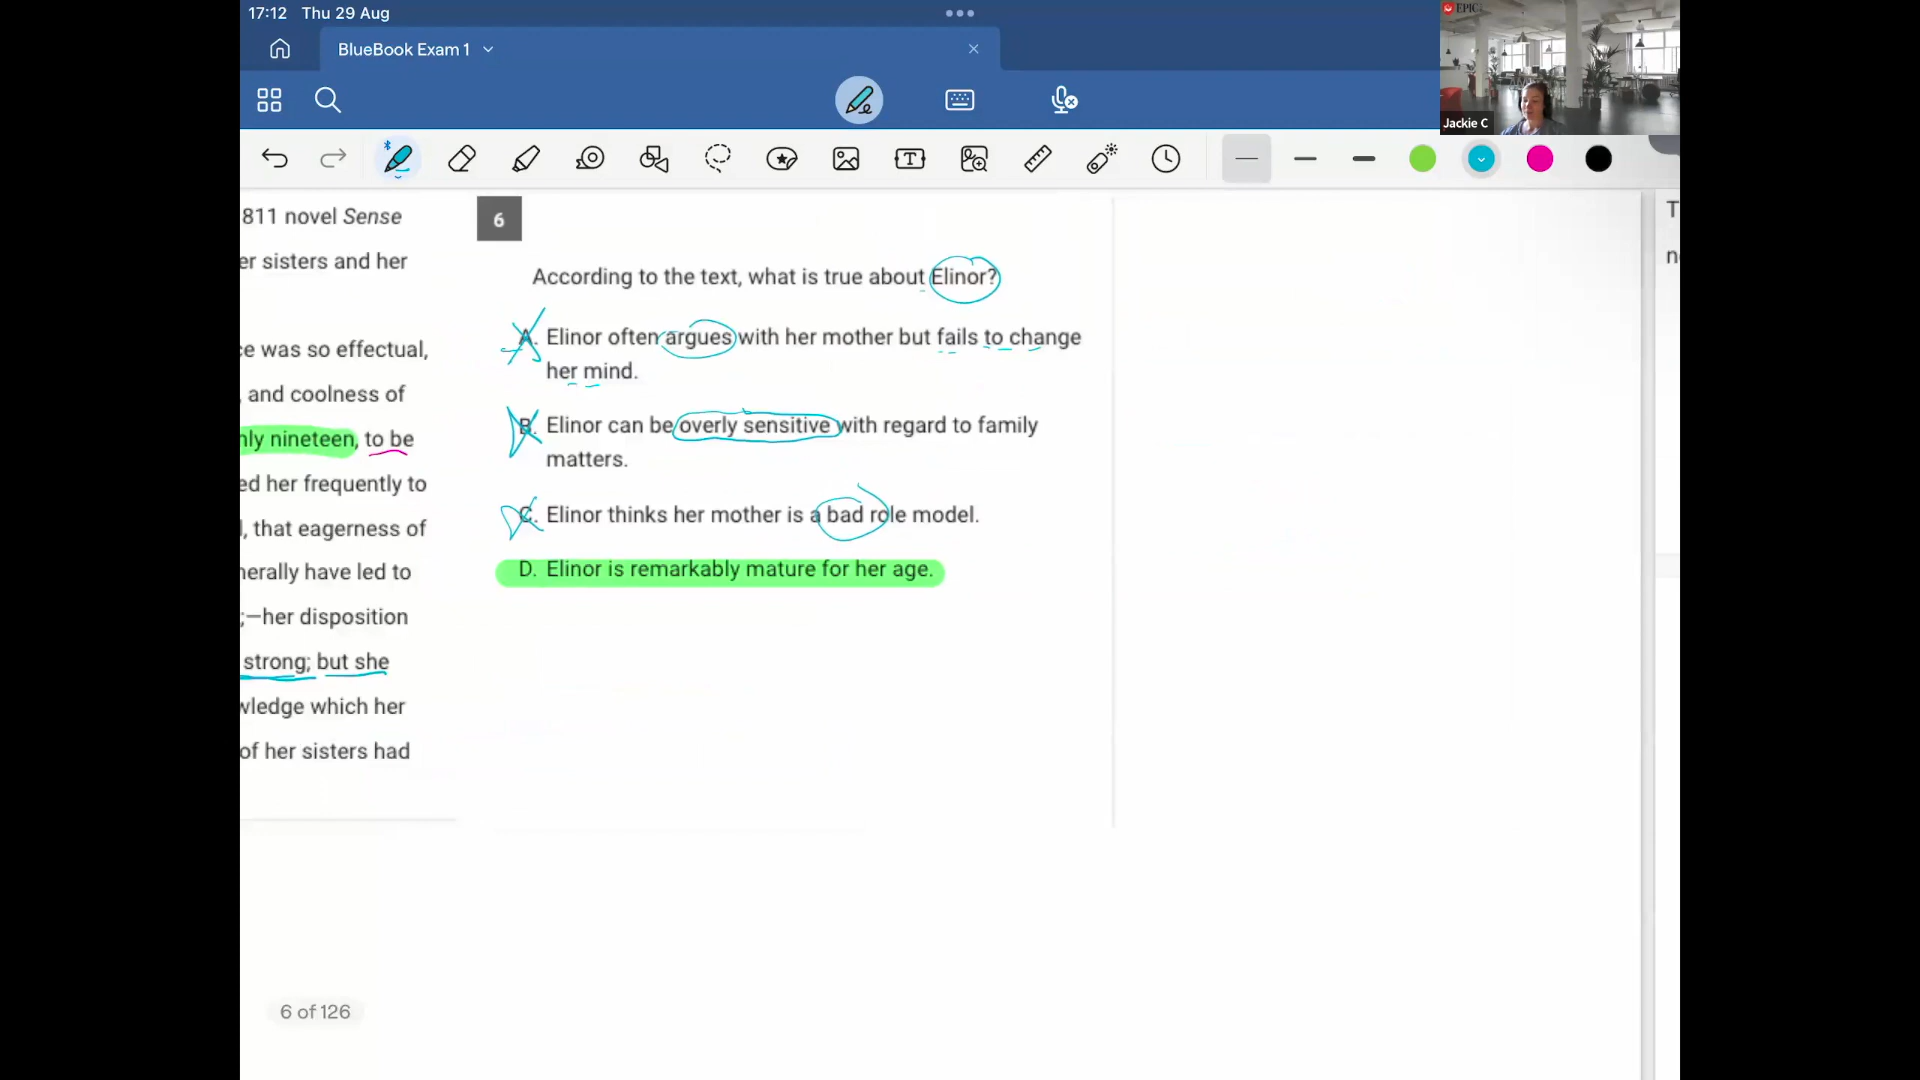 17:12 Thu 29 Aug
EPIC
BlueBook Exam 1
Jackie C
811 novel Sense
er sisters and her
ce was so effectual,
, and coolness of
nly nineteen, to be
ed her frequently to
l, that eagerness of
nerally have led to
;—her disposition
strong; but she
wledge which her
of her sisters had
6
According to the text, what is true about Elinor?
A. Elinor often argues with her mother but fails to change
her mind.
B. Elinor can be overly sensitive with regard to family
matters.
C. Elinor thinks her mother is a bad role model.
D. Elinor is remarkably mature for her age.
T
n
6 of 126